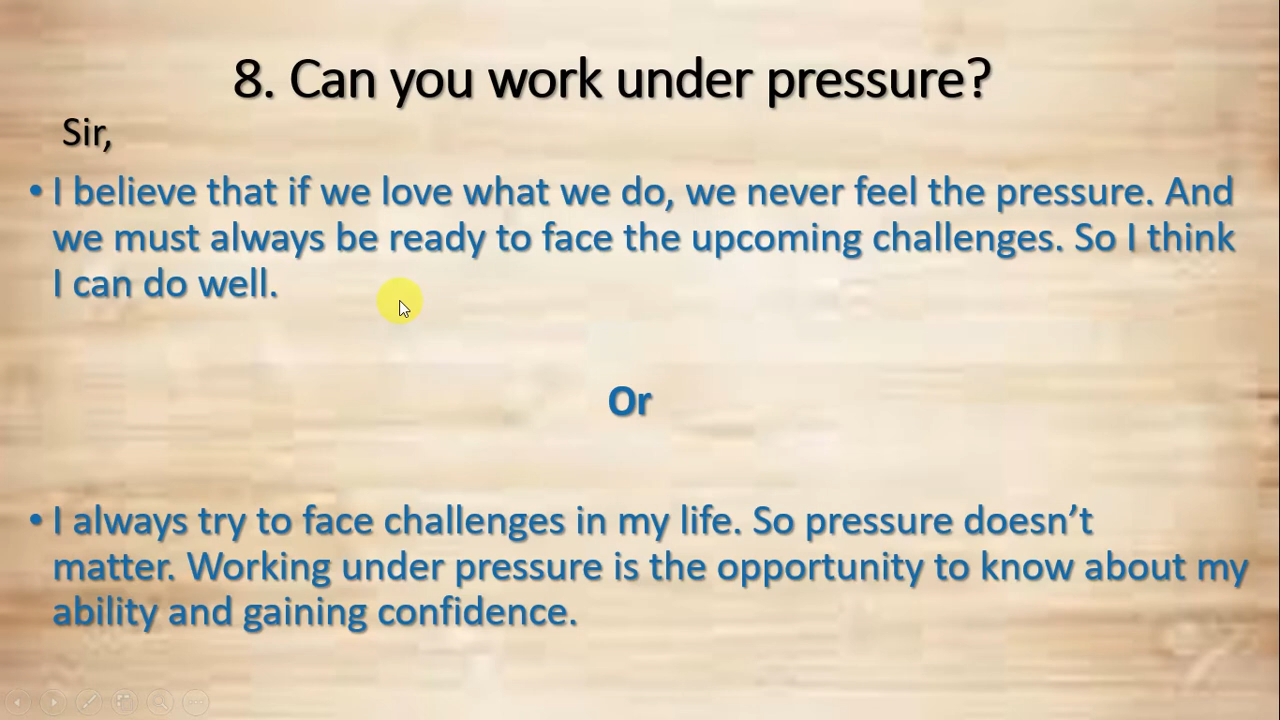 8. Can you work under pressure?
Sir,
• I believe that if we love what we do, we never feel the pressure. And
we must always be ready to face the upcoming challenges. So I think
I can do well.
Or
• I always try to face challenges in my life. So pressure doesn’t
matter. Working under pressure is the opportunity to know about my
ability and gaining confidence.